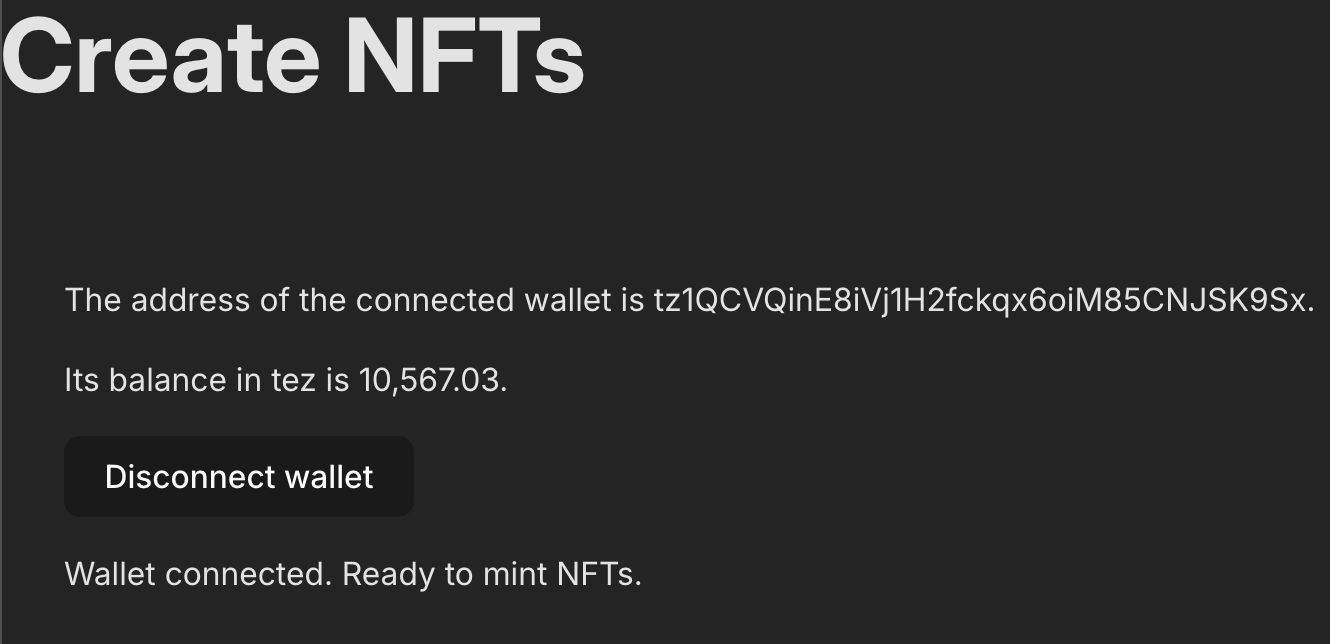 Create NFTs
The address of the connected wallet is tz1QCVQinE8iVj1H2fckqx6oiM85CNJSK9Sx.
Its balance in tez is 10,567.03.
Disconnect wallet
Wallet connected. Ready to mint NFTs.